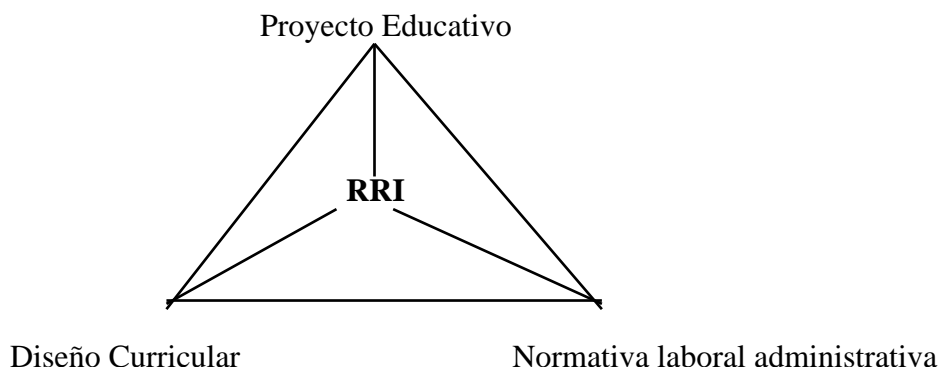 Proyecto Educativo
RRI
Diseño Curricular
Normativa laboral administrativa